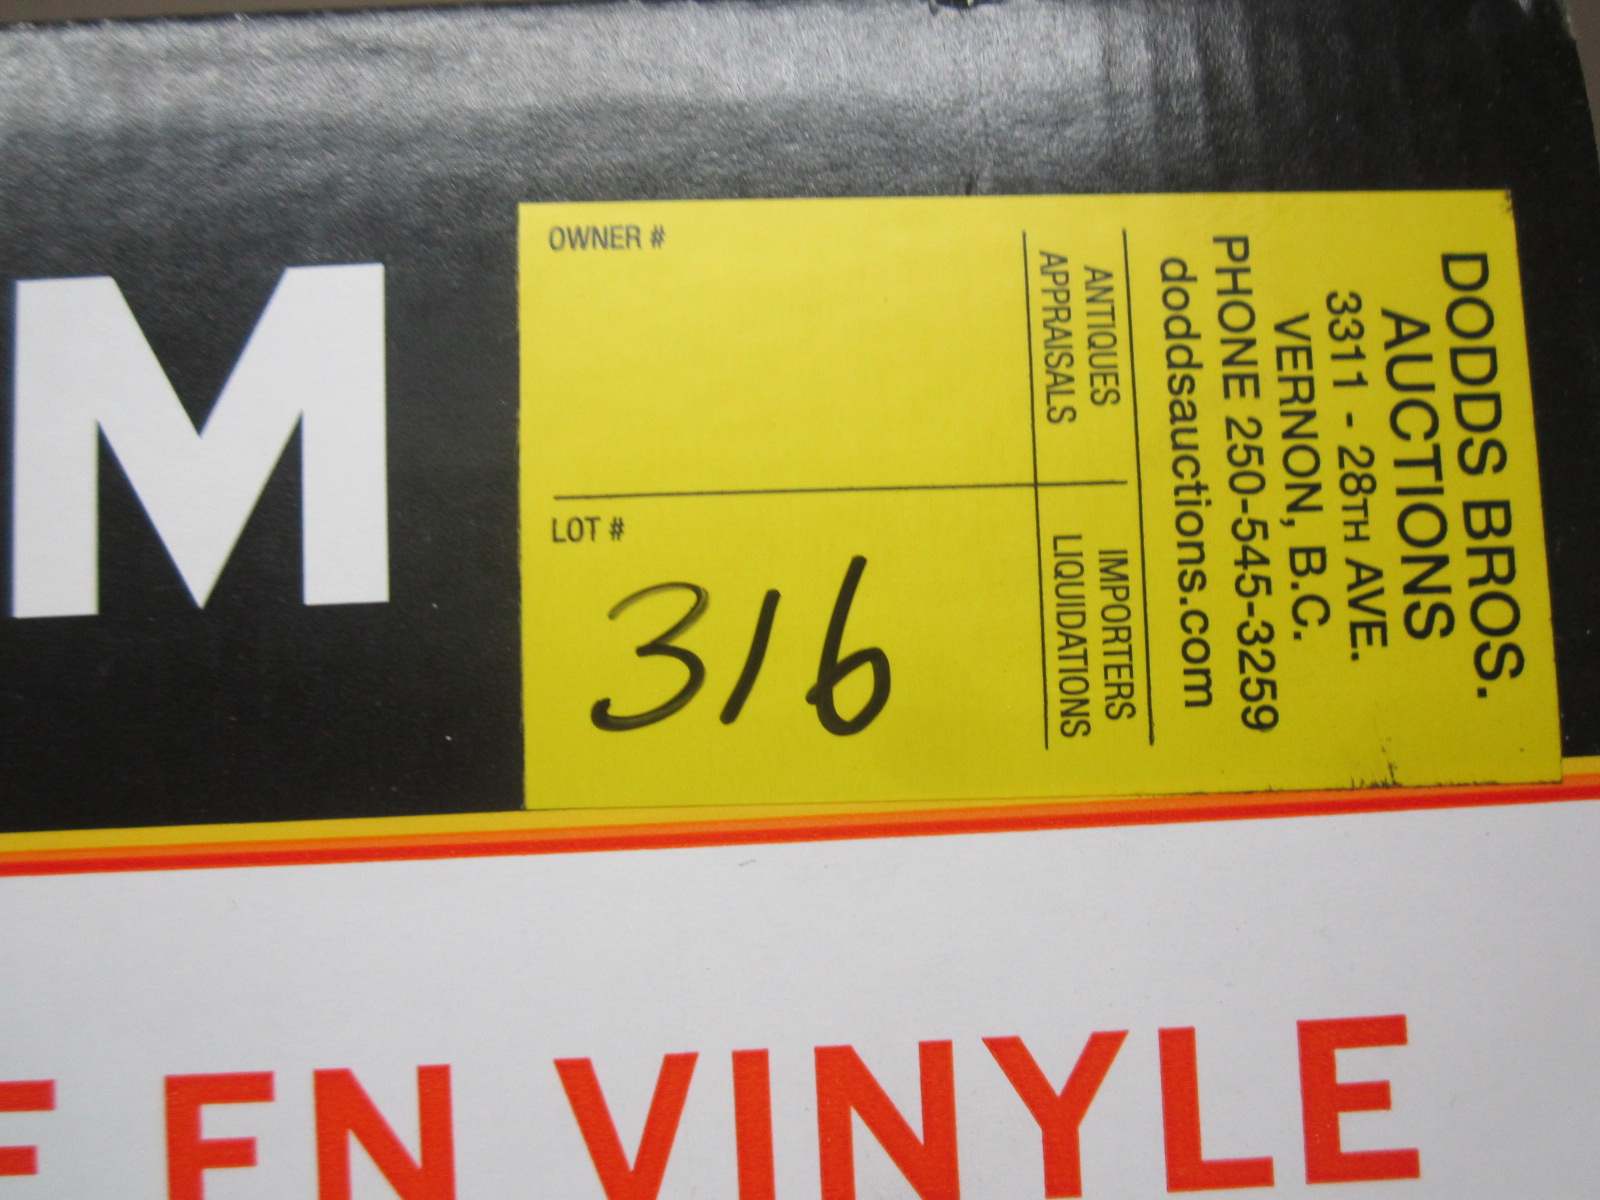 M
OWNER #
LOT #
316
ANTIQUES
APPRAISALS
IMPORTERS
LIQUIDATIONS
DODDS BROS.
AUCTIONS
3311 - 28TH AVE.
VERNON, B.C.
PHONE 250-545-3259
doddsauctions.com
EN VINYLE